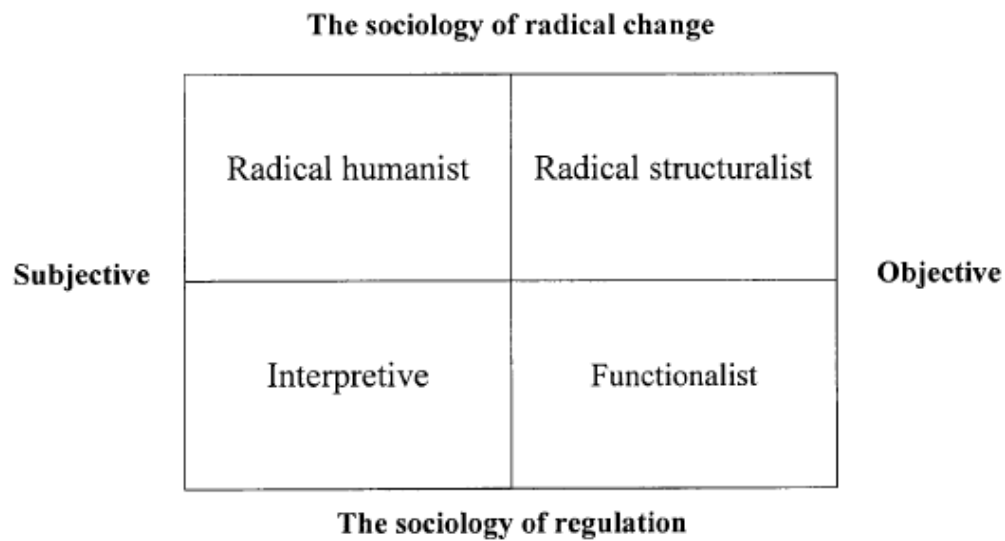 The sociology of radical change
Radical humanist
Radical structuralist
Subjective
Objective
Interpretive
Functionalist
The sociology of regulation